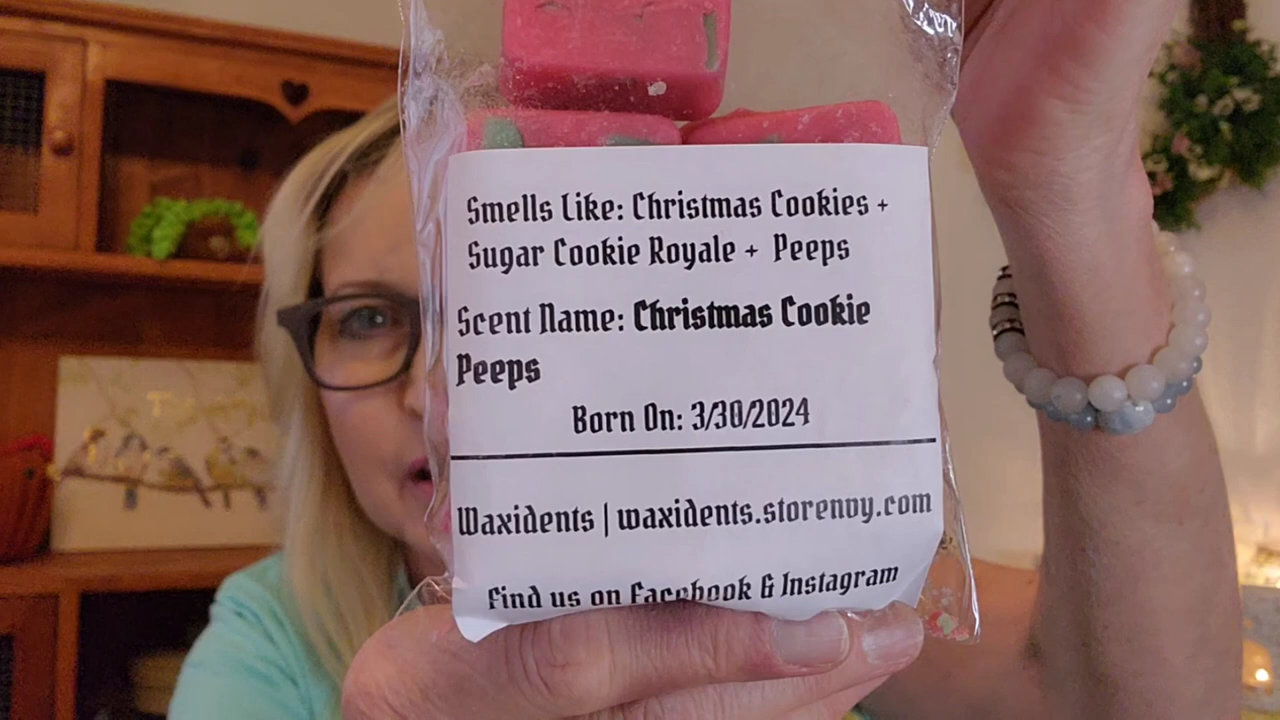 Smells Like: Christmas Cookies +
Sugar Cookie Royale + Peeps
Scent Name: Christmas Cookie
Peeps
Born On: 3/30/2024
Waxidents | waxidents.storenvy.com
Find us on Facebook & Instagram